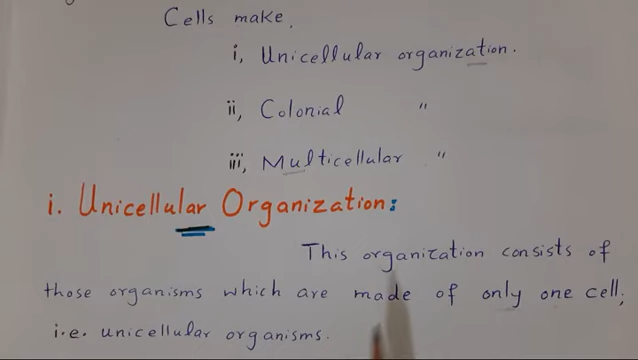 Cells make,
i, Unicellular organization.
ii, Colonial "
iii, Multicellular "
i. Unicellular Organization:
This organization consists of
those organisms which are made of only one cell;
i.e. unicellular organisms.